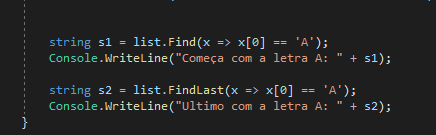 string s1 = list.Find(x => x[0] == 'A');
Console.WriteLine("Começa com a letra A: " + s1);
string s2 = list.FindLast(x => x[0] == 'A');
Console.WriteLine("Ultimo com a letra A: " + s2);
}